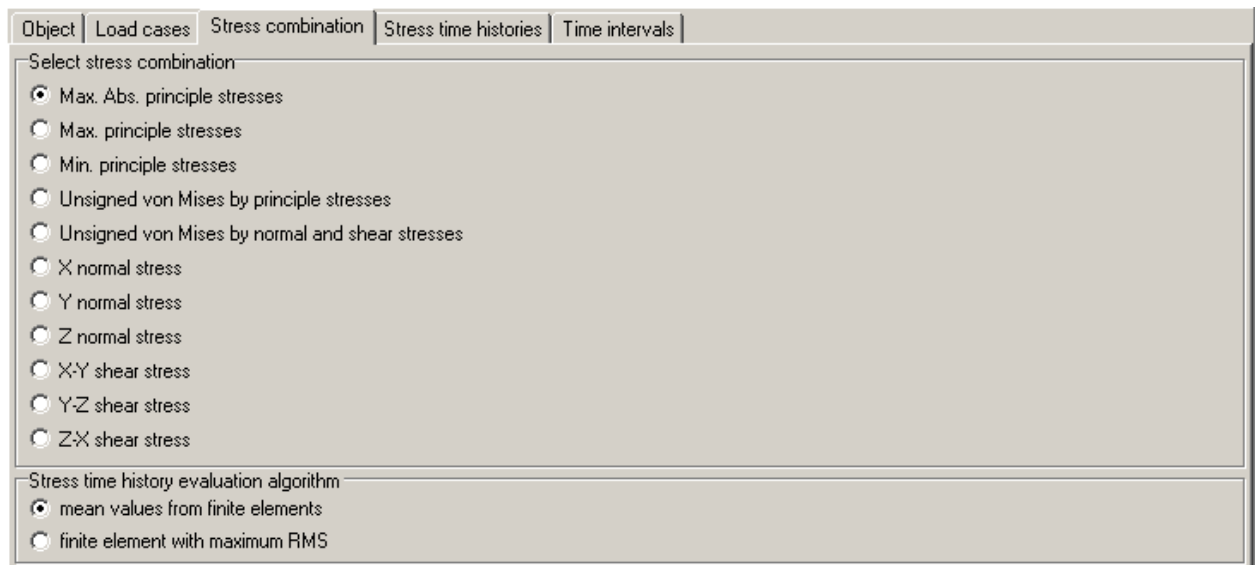 Object Load cases Stress combination Stress time histories Time intervals
Select stress combination
Max. Abs. principle stresses
Max. principle stresses
Min. principle stresses
Unsigned von Mises by principle stresses
Unsigned von Mises by normal and shear stresses
X normal stress
Y normal stress
Z normal stress
X-Y shear stress
Y-Z shear stress
Z-X shear stress
Stress time history evaluation algorithm
mean values from finite elements
finite element with maximum RMS